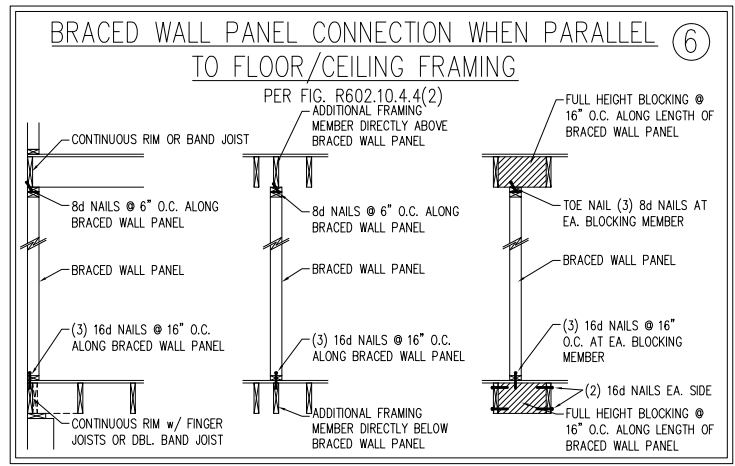 BRACED WALL PANEL CONNECTION WHEN PARALLEL
TO FLOOR/CEILING FRAMING
6
PER FIG. R602.10.4.4(2)
CONTINUOUS RIM OR BAND JOIST
8d NAILS @ 6" O.C. ALONG
BRACED WALL PANEL
BRACED WALL PANEL
(3) 16d NAILS @ 16" O.C.
ALONG BRACED WALL PANEL
CONTINUOUS RIM w/ FINGER
JOISTS OR DBL. BAND JOIST
ADDITIONAL FRAMING
MEMBER DIRECTLY ABOVE
BRACED WALL PANEL
8d NAILS @ 6" O.C. ALONG
BRACED WALL PANEL
BRACED WALL PANEL
(3) 16d NAILS @ 16" O.C.
ALONG BRACED WALL PANEL
ADDITIONAL FRAMING
MEMBER DIRECTLY BELOW
BRACED WALL PANEL
FULL HEIGHT BLOCKING @
16" O.C. ALONG LENGTH OF
BRACED WALL PANEL
TOE NAIL (3) 8d NAILS AT
EA. BLOCKING MEMBER
BRACED WALL PANEL
(3) 16d NAILS @ 16"
O.C. AT EA. BLOCKING
MEMBER
(2) 16d NAILS EA. SIDE
FULL HEIGHT BLOCKING @
16" O.C. ALONG LENGTH OF
BRACED WALL PANEL